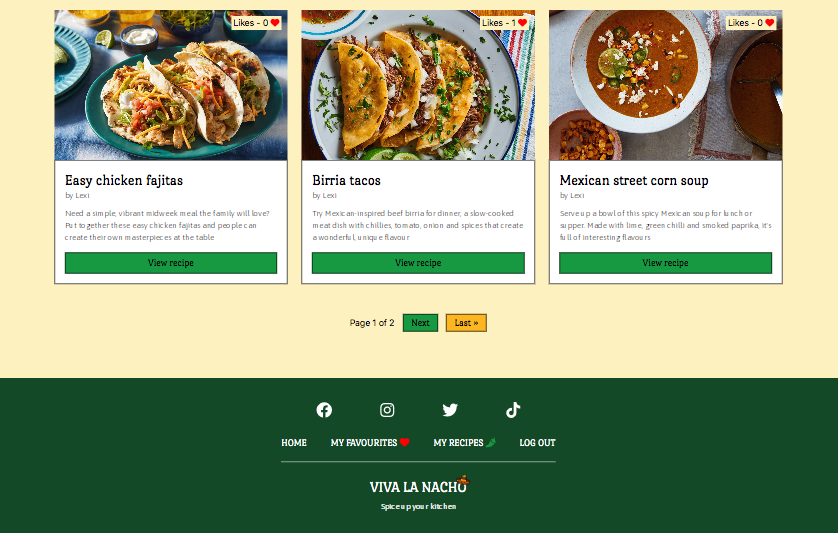 Likes - 0
Likes - 1
Likes - 0
Easy chicken fajitas
by Lexi
Need a simple, vibrant midweek meal the family will love?
Put together these easy chicken fajitas and people can
create their own masterpieces at the table
View recipe
Birria tacos
by Lexi
Try Mexican-inspired beef birria for dinner, a slow-cooked
meat dish with chillies, tomato, onion and spices that create
a wonderful, unique flavour
View recipe
Mexican street corn soup
by Lexi
Serve up a bowl of this spicy Mexican soup for lunch or
supper. Made with lime, green chilli and smoked paprika, it's
full of interesting flavours
View recipe
Page 1 of 2 Next Last »
HOME MY FAVOURITES MY RECIPES LOG OUT
VIVA LA NACHO
Spice up your kitchen